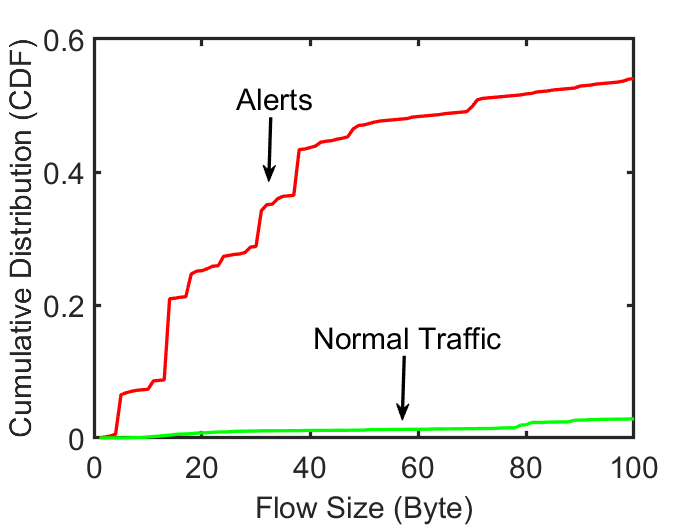 0.6
Alerts
0.4
0.2
Normal Traffic
0
0 20 40 60 80 100
Flow Size (Byte)
Cumulative Distribution (CDF)